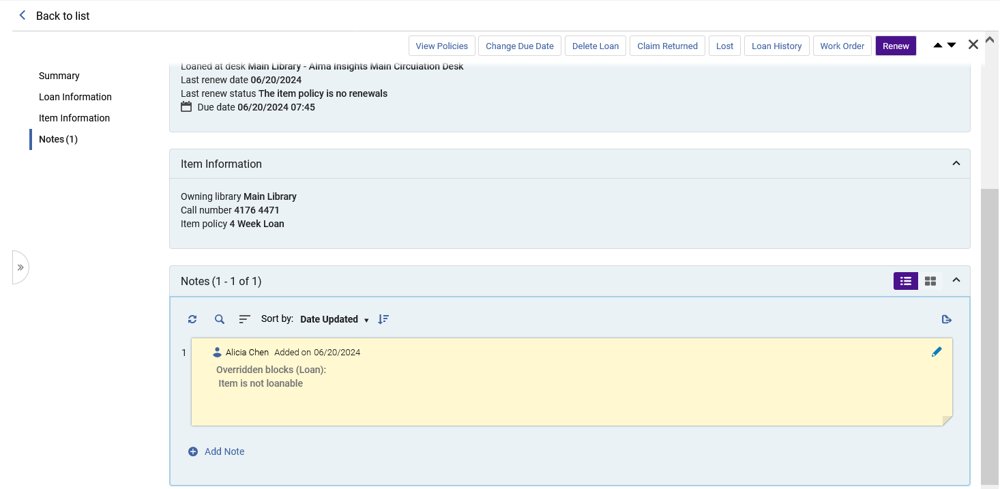 Back to list
View Policies Change Due Date Delete Loan Claim Returned Lost Loan History Work Order Renew
Summary
Loan Information
Item Information
Notes (1)
Loaned at desk Main Library - Alma Insights Main Circulation Desk
Last renew date 06/20/2024
Last renew status The item policy is no renewals
Due date 06/20/2024 07:45
Item Information
Owning library Main Library
Call number 4176 4471
Item policy 4 Week Loan
Notes (1 - 1 of 1)
Sort by: Date Updated
1 Alicia Chen Added on 06/20/2024
Overridden blocks (Loan):
Item is not loanable
Add Note